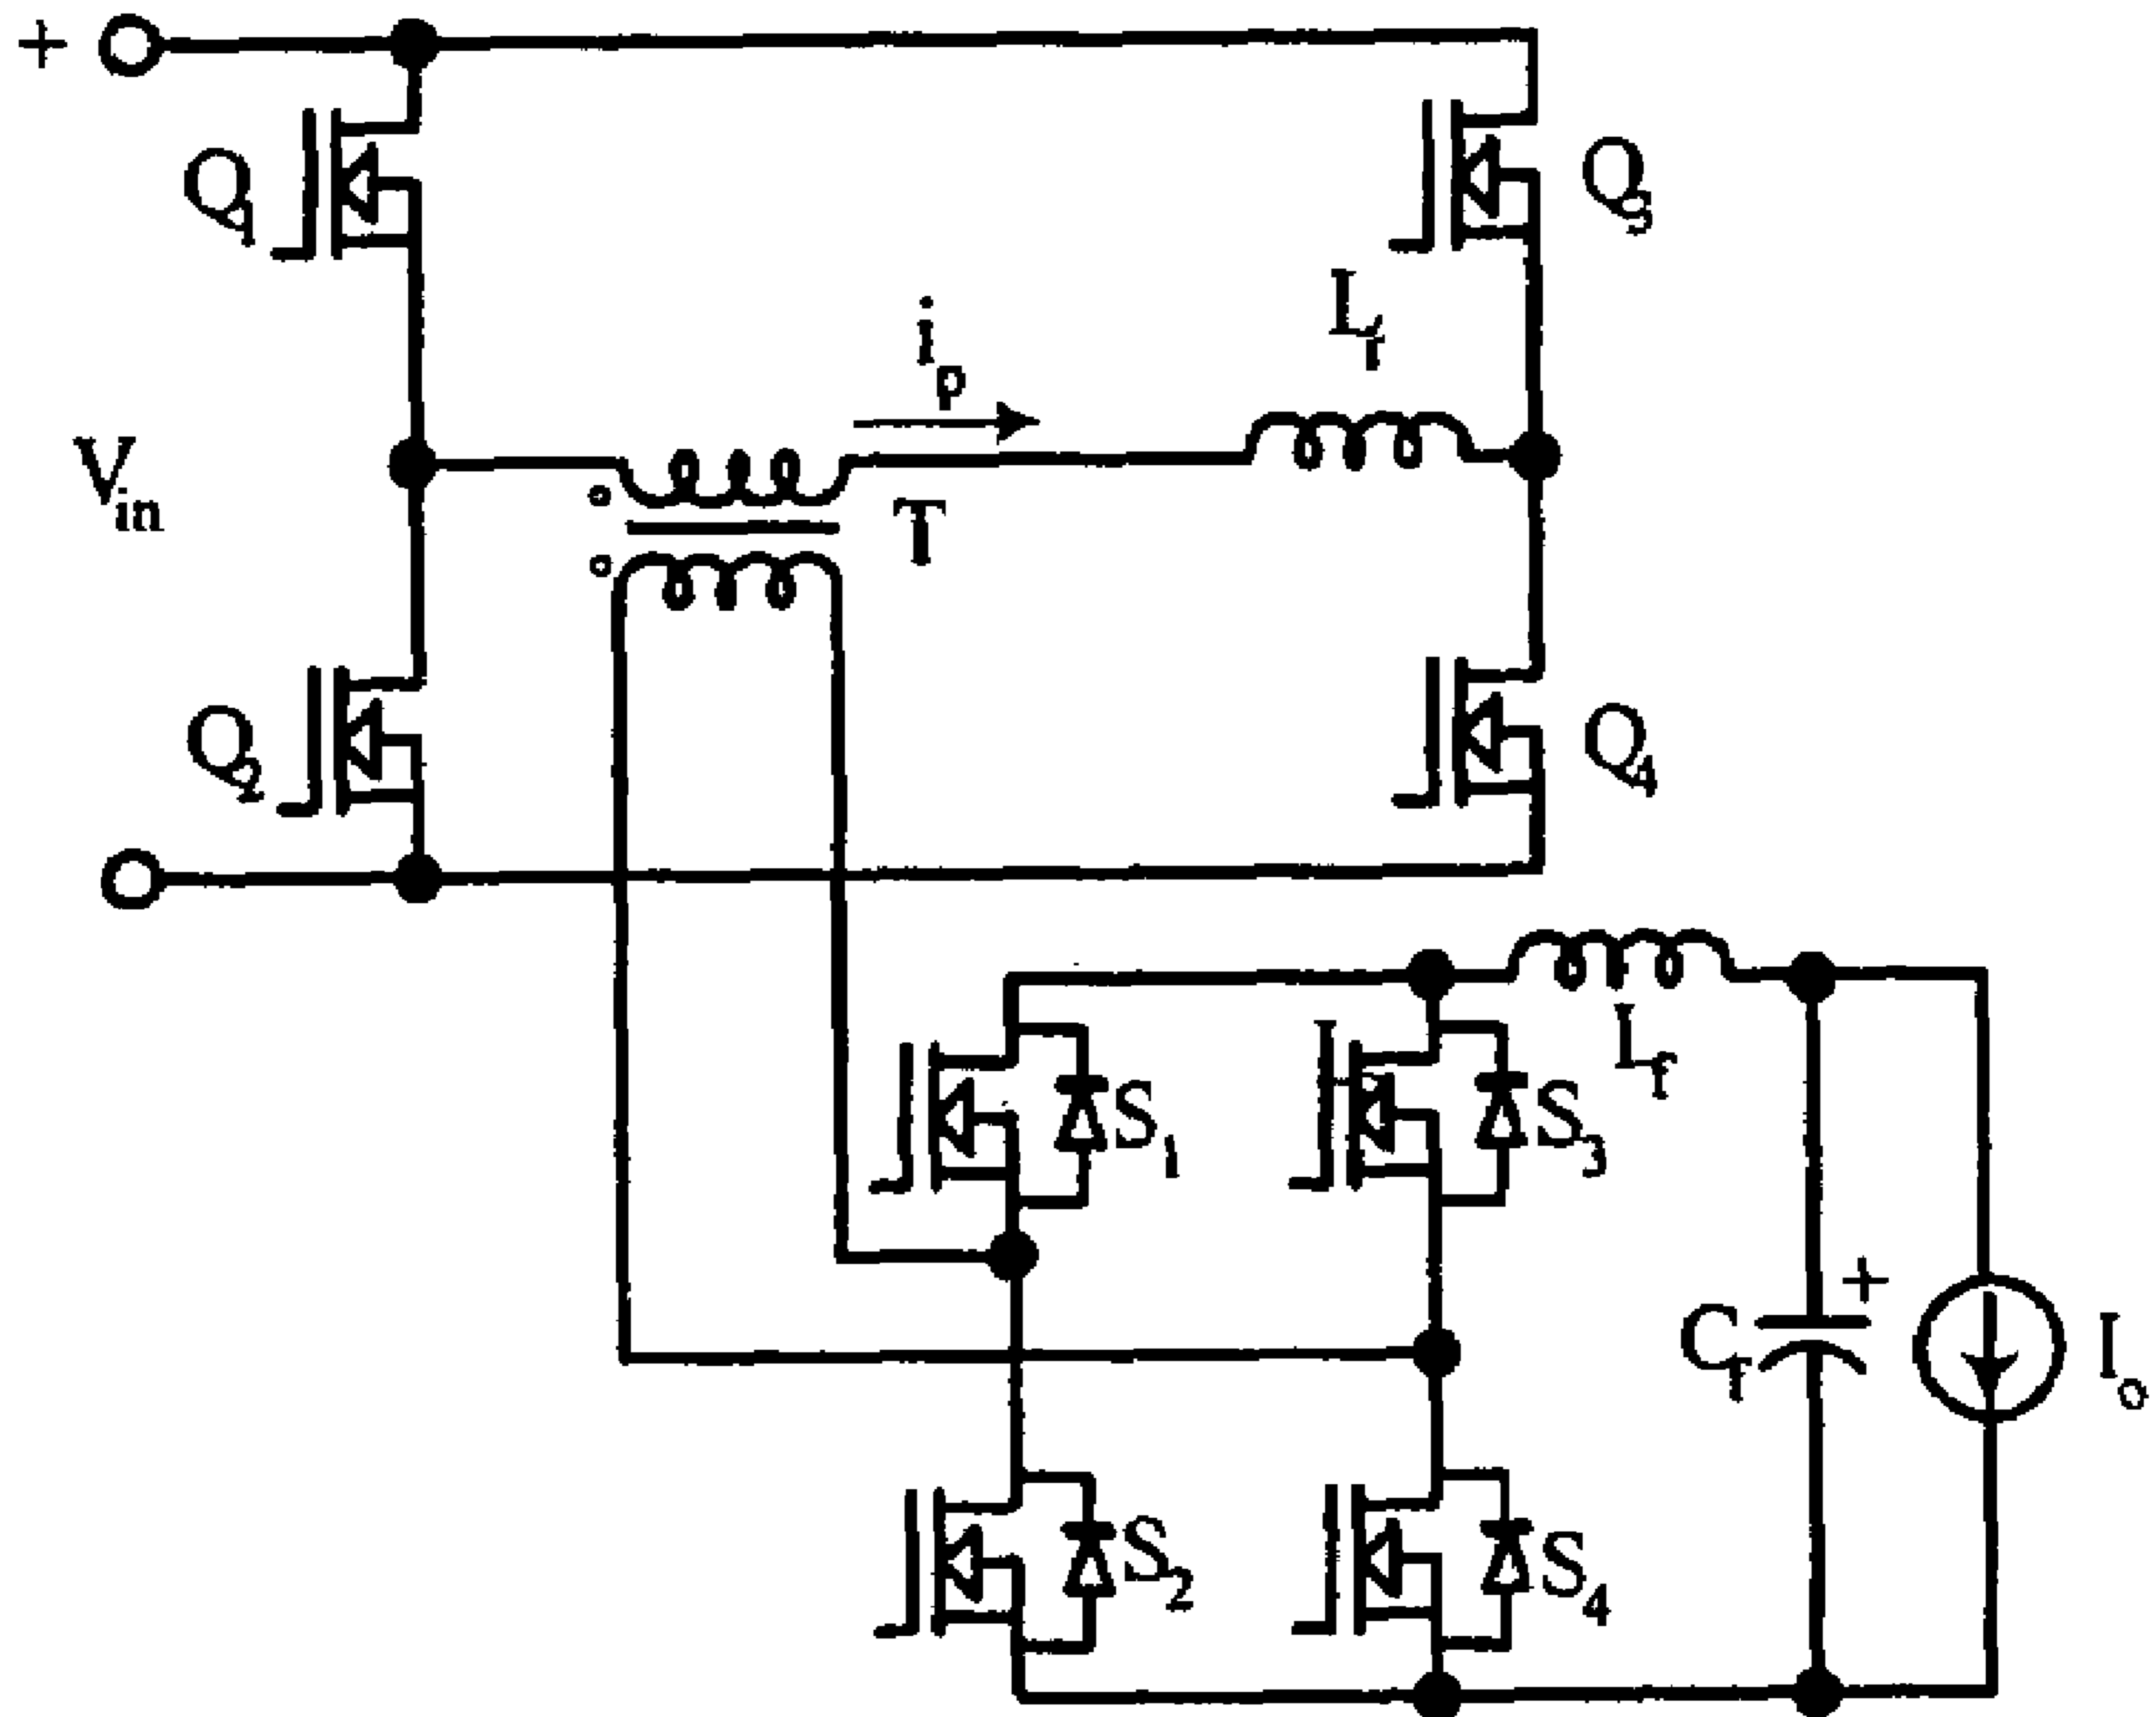 +
Q1
Q3
Lr
ip
Vin
T
Q2
Q4
Lf
S1
S3
+
Cf
Io
S2
S4